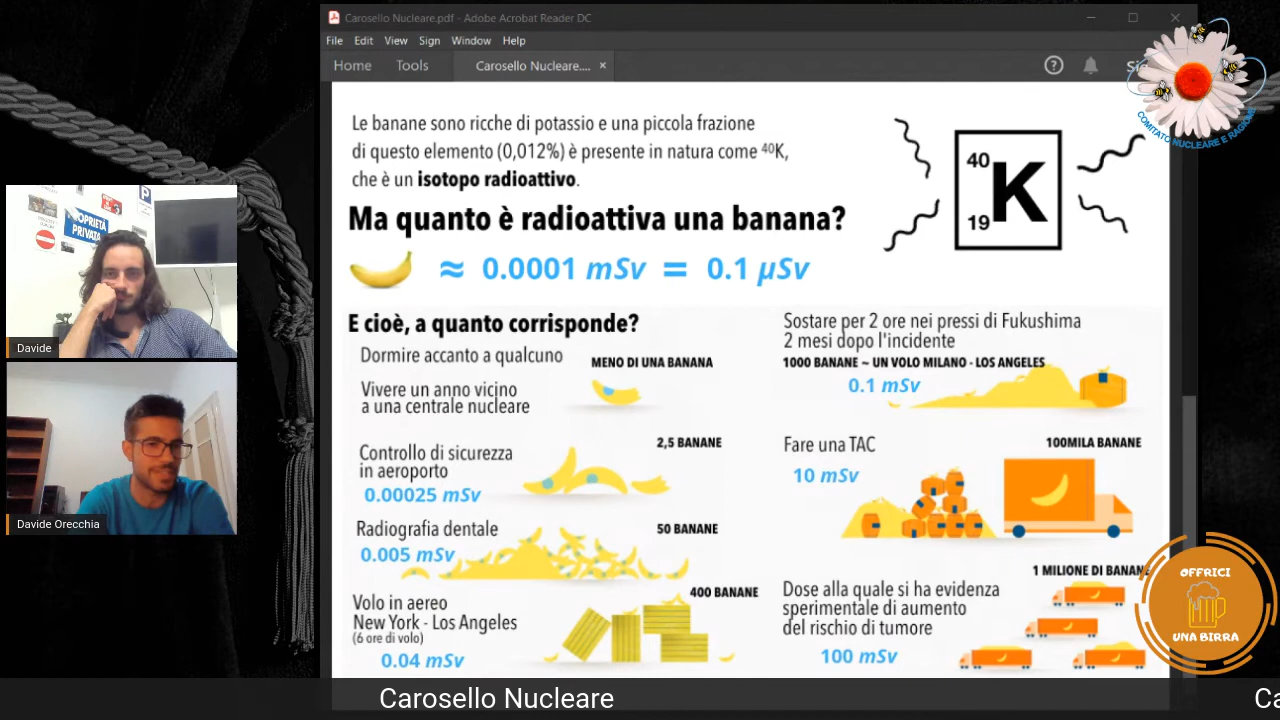 Carosello Nucleare.pdf - Adobe Acrobat Reader DC
File Edit View Sign Window Help
Home Tools Carosello Nucleare.... ×
COMITATO NUCLEARE E RAGIONE
Le banane sono ricche di potassio e una piccola frazione
di questo elemento (0,012%) è presente in natura come ⁴⁰K,
che è un isotopo radioattivo.
40
K
19
Ma quanto è radioattiva una banana?
≈ 0.0001 mSv = 0.1 µSv
E cioè, a quanto corrisponde?
Dormire accanto a qualcuno
MENO DI UNA BANANA
Vivere un anno vicino
a una centrale nucleare
2,5 BANANE
Controllo di sicurezza
in aeroporto
0.00025 mSv
Radiografia dentale
50 BANANE
0.005 mSv
400 BANANE
Volo in aereo
New York - Los Angeles
(6 ore di volo)
0.04 mSv
Sostare per 2 ore nei pressi di Fukushima
2 mesi dopo l'incidente
1000 BANANE ~ UN VOLO MILANO - LOS ANGELES
0.1 mSv
Fare una TAC
100MILA BANANE
10 mSv
1 MILIONE DI BANANE
Dose alla quale si ha evidenza
sperimentale di aumento
del rischio di tumore
100 mSv
PROPRIETÀ
PRIVATA
P
Davide
Davide Orecchia
OFFRICI
UNA BIRRA
Carosello Nucleare
Ca